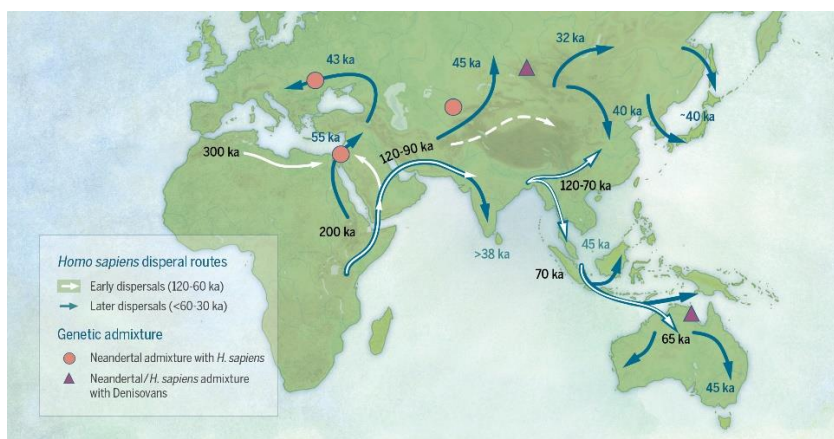 32 ka
43 ka
45 ka
40 ka
~40 ka
55 ka
300 ka
120-90 ka
120-70 ka
200 ka
>38 ka
45 ka
70 ka
65 ka
45 ka
Homo sapiens disperal routes
Early dispersals (120-60 ka)
Later dispersals (<60-30 ka)
Genetic admixture
Neandertal admixture with H. sapiens
Neandertal/H. sapiens admixture
with Denisovans